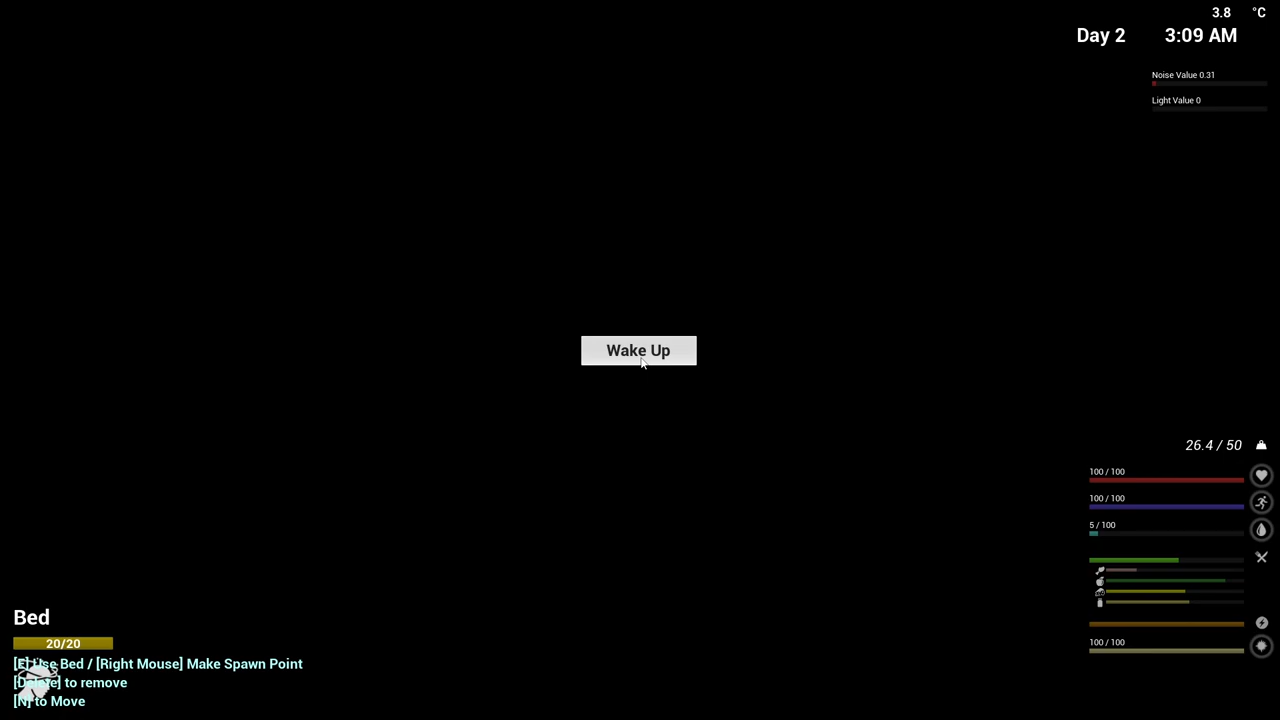 3.8 °C
Day 2 3:09 AM
Noise Value 0.31
Light Value 0
Wake Up
26.4 / 50
100 / 100
100 / 100
5 / 100
100 / 100
Bed
20/20
[E] Use Bed / [Right Mouse] Make Spawn Point
[Delete] to remove
[N] to Move